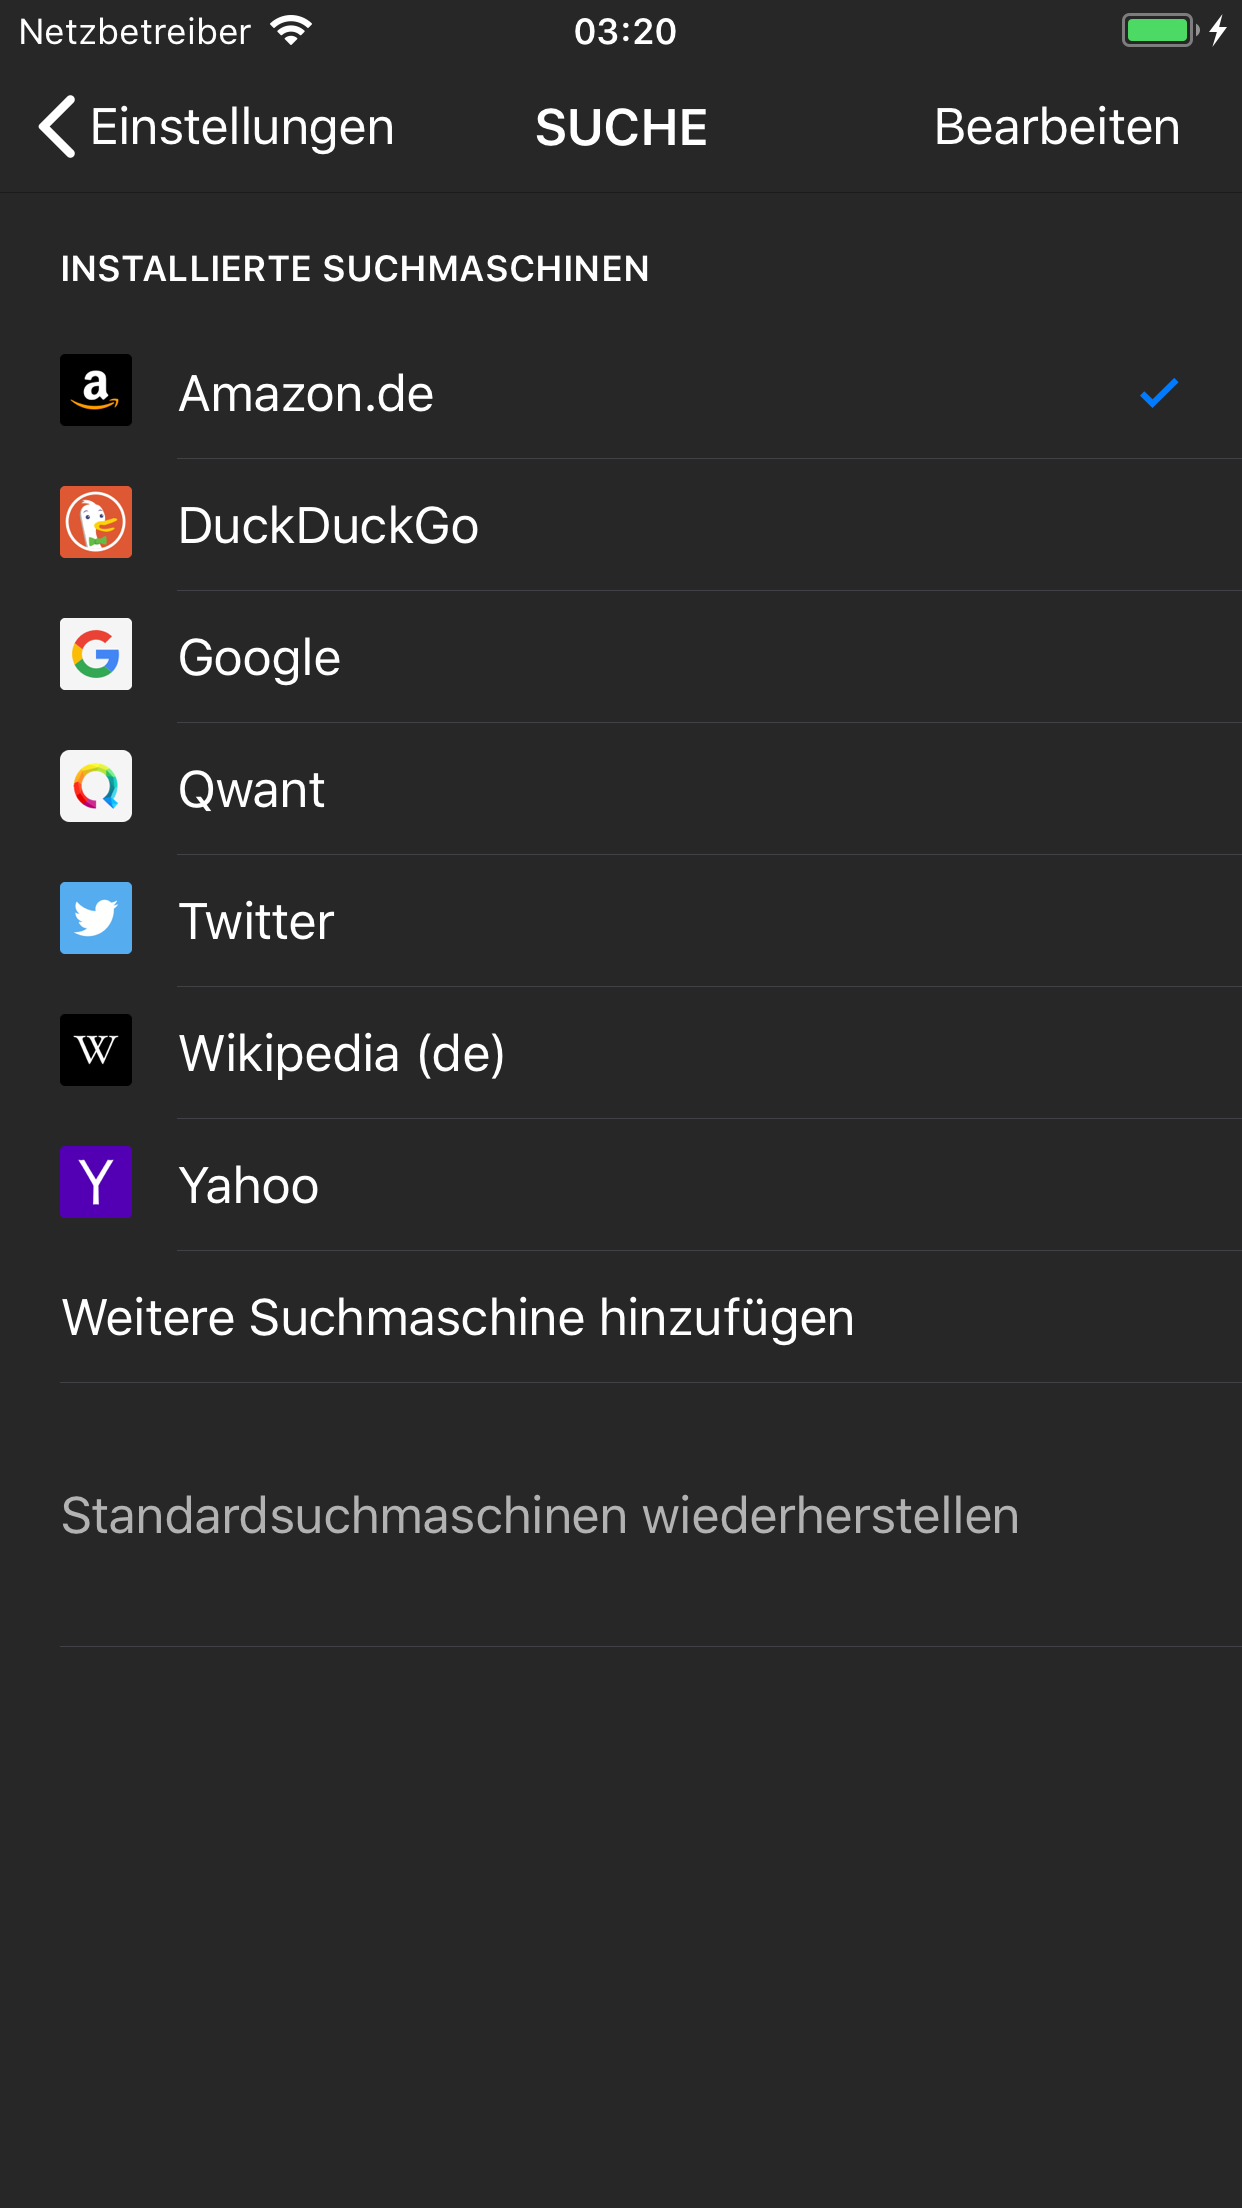 Netzbetreiber 03:20
Einstellungen SUCHE Bearbeiten
INSTALLIERTE SUCHMASCHINEN
Amazon.de
DuckDuckGo
Google
Qwant
Twitter
Wikipedia (de)
Yahoo
Weitere Suchmaschine hinzufügen
Standardsuchmaschinen wiederherstellen